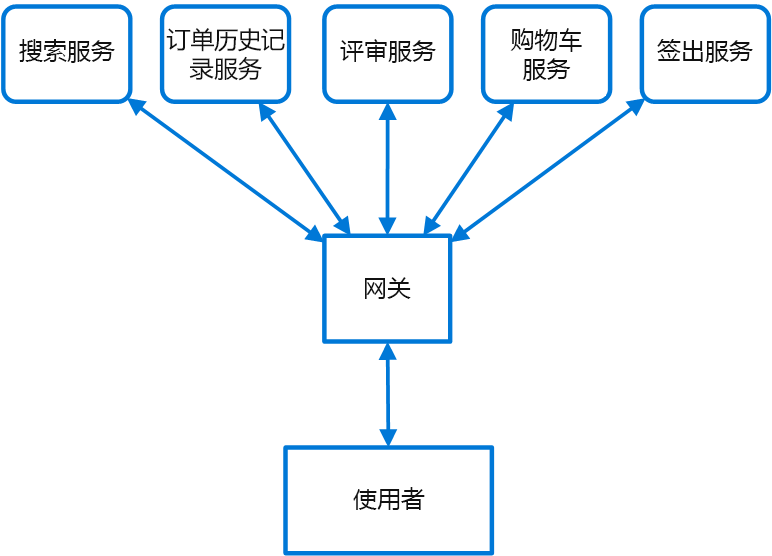 搜索服务
订单历史记
录服务
评审服务
购物车
服务
签出服务
网关
使用者